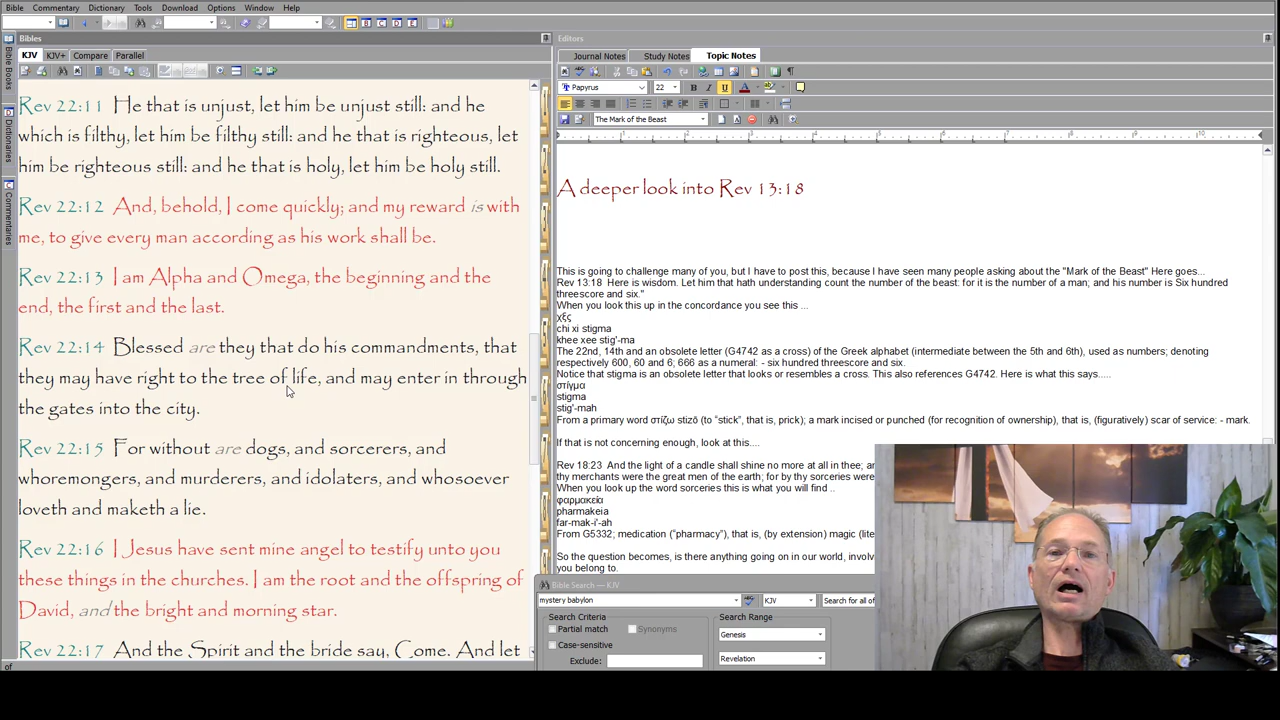 Bible Commentary Dictionary Tools Download Options Window Help
Bibles
KJV KJV+ Compare Parallel
Bible Books
Dictionaries
Commentaries
Rev 22:11 He that is unjust, let him be unjust still: and he
which is filthy, let him be filthy still: and he that is righteous, let
him be righteous still: and he that is holy, let him be holy still.
Rev 22:12 And, behold, I come quickly; and my reward is with
me, to give every man according as his work shall be.
Rev 22:13 I am Alpha and Omega, the beginning and the
end, the first and the last.
Rev 22:14 Blessed are they that do his commandments, that
they may have right to the tree of life, and may enter in through
the gates into the city.
Rev 22:15 For without are dogs, and sorcerers, and
whoremongers, and murderers, and idolaters, and whosoever
loveth and maketh a lie.
Rev 22:16 I Jesus have sent mine angel to testify unto you
these things in the churches. I am the root and the offspring of
David, and the bright and morning star.
Rev 22:17 And the Spirit and the bride say, Come. And let
of
Editors
Journal Notes Study Notes Topic Notes
Papyrus 22 B I U A
The Mark of the Beast
1 2 3 4 5 6 7 8 9 10
A deeper look into Rev 13:18
This is going to challenge many of you, but I have to post this, because I have seen many people asking about the "Mark of the Beast" Here goes...
Rev 13:18 Here is wisdom. Let him that hath understanding count the number of the beast: for it is the number of a man; and his number is Six hundred
threescore and six."
When you look this up in the concordance you see this ...
χξς
chi xi stigma
khee xee stig'-ma
The 22nd, 14th and an obsolete letter (G4742 as a cross) of the Greek alphabet (intermediate between the 5th and 6th), used as numbers; denoting
respectively 600, 60 and 6; 666 as a numeral: - six hundred threescore and six.
Notice that stigma is an obsolete letter that looks or resembles a cross. This also references G4742. Here is what this says.....
στίγμα
stigma
stig'-mah
From a primary word στίζω stizō (to "stick", that is, prick); a mark incised or punched (for recognition of ownership), that is, (figuratively) scar of service: - mark.
If that is not concerning enough, look at this....
Rev 18:23 And the light of a candle shall shine no more at all in thee; an
thy merchants were the great men of the earth; for by thy sorceries were
When you look up the word sorceries this is what you will find ..
φαρμακεία
pharmakeia
far-mak-i'-ah
From G5332; medication ("pharmacy"), that is, (by extension) magic (lite
So the question becomes, is there anything going on in our world, involv
you belong to.
Bible Search — KJV
mystery babylon KJV Search for all of
Search Criteria Search Range
Partial match Synonyms Genesis
Case-sensitive
Exclude: Revelation